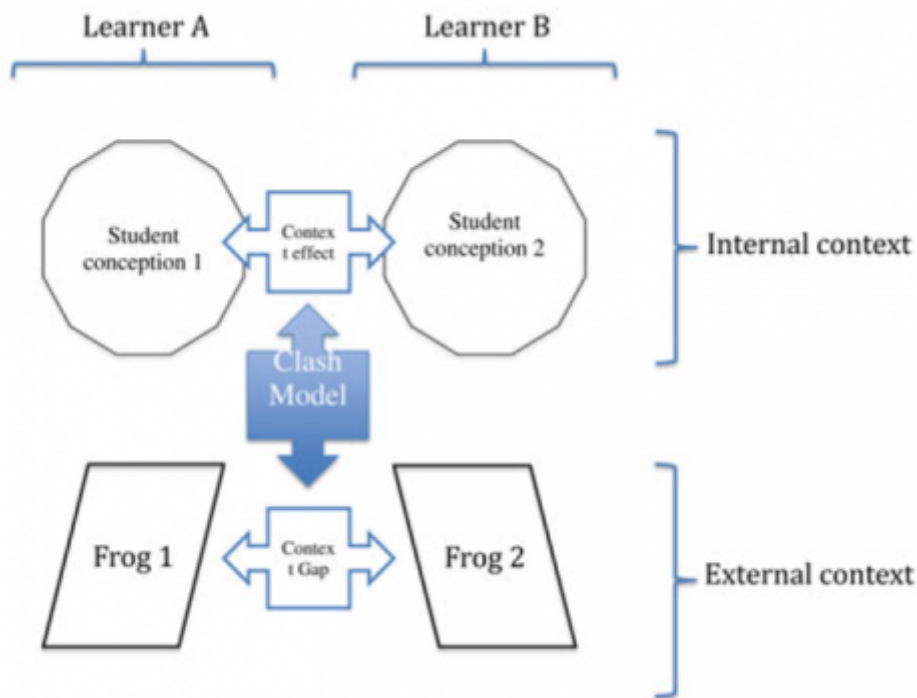 Learner A
Learner B
Student
conception 1
Contex
t effect
Student
conception 2
Internal context
Clash
Model
Frog 1
Contex
t Gap
Frog 2
External context